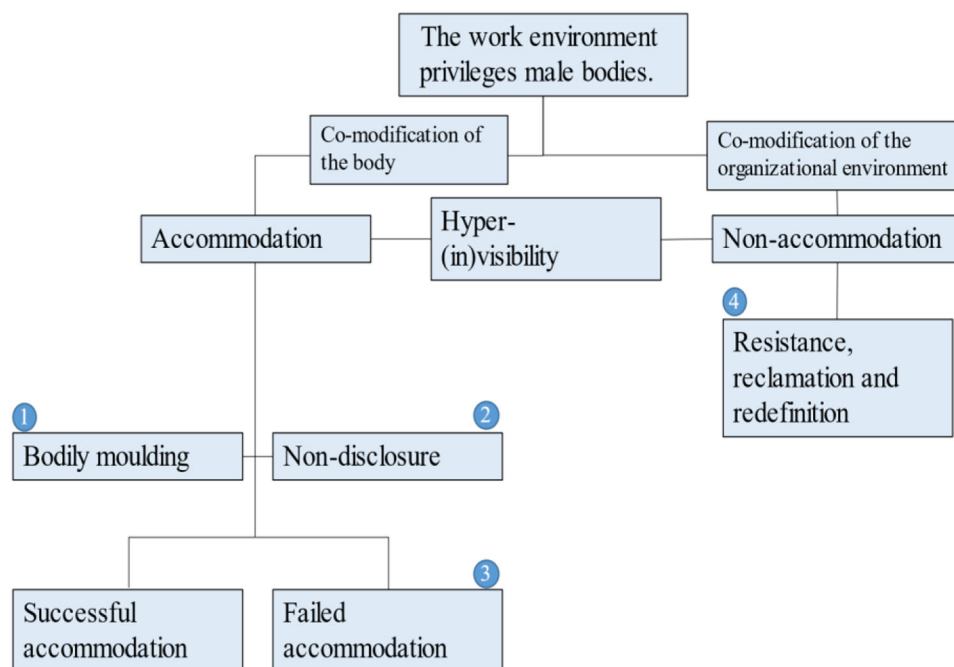 The work environment
privileges male bodies.
Co-modification of
the body
Co-modification of the
organizational environment
Accommodation
Hyper-
(in)visibility
Non-accommodation
4
Resistance,
reclamation and
redefinition
1
Bodily moulding
2
Non-disclosure
Successful
accommodation
3
Failed
accommodation